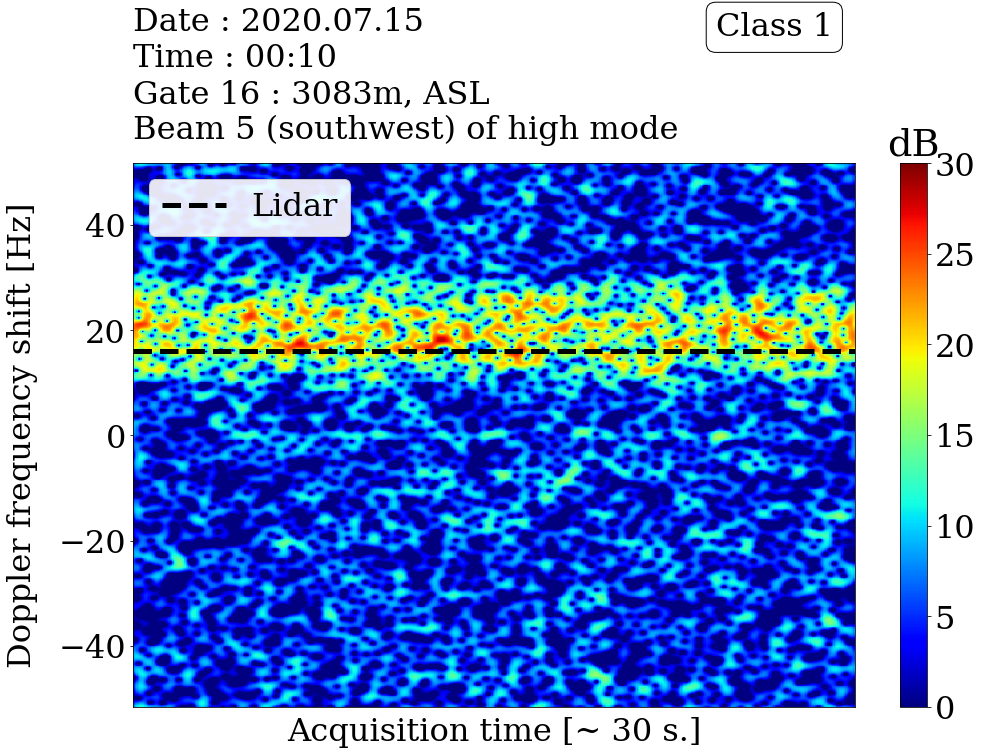 Date : 2020.07.15
Time : 00:10
Gate 16 : 3083m, ASL
Beam 5 (southwest) of high mode
Class 1
dB
Lidar
Doppler frequency shift [Hz]
40
20
0
−20
−40
30
25
20
15
10
5
0
Acquisition time [~ 30 s.]